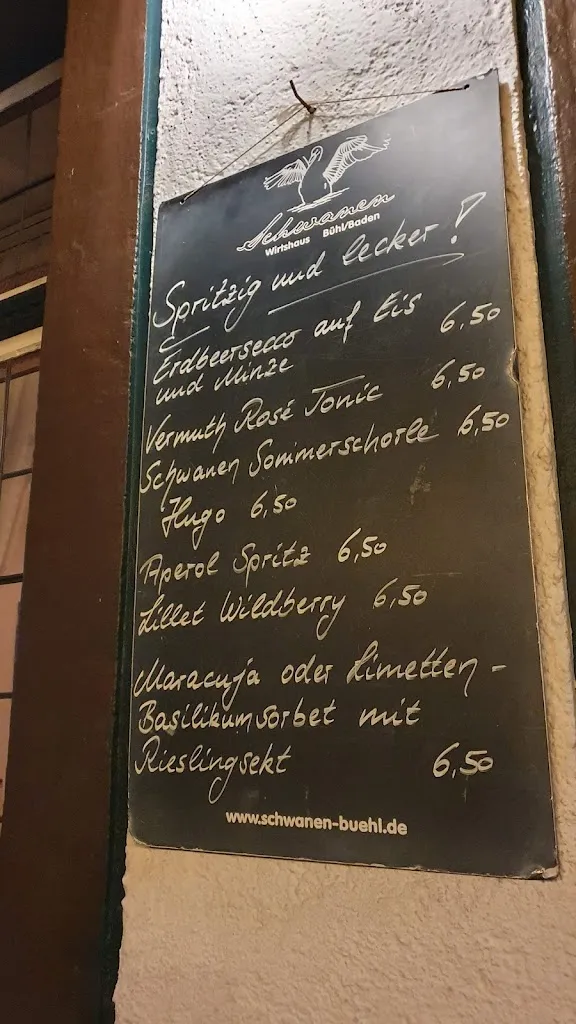 Schwanen
Wirtshaus Bühl/Baden
Spritzig und lecker!
Erdbeersecco auf Eis 6,50
und Minze
Vermuth Rosé Tonic 6,50
Schwanen Sommerschorle 6,50
Hugo 6,50
Aperol Spritz 6,50
Lillet Wildberry 6,50
Maracuja oder Limetten-
Basilikumsorbet mit
Rieslingsekt 6,50
www.schwanen-buehl.de